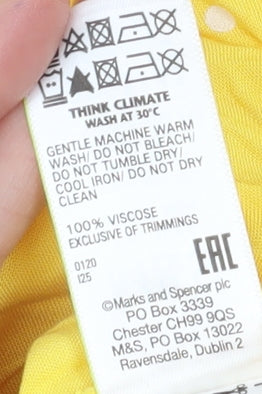 THINK CLIMATE
WASH AT 30°C
GENTLE MACHINE WARM
WASH/ DO NOT BLEACH/
DO NOT TUMBLE DRY/
COOL IRON/ DO NOT DRY
CLEAN
100% VISCOSE
EXCLUSIVE OF TRIMMINGS
0120
I25
EAC
©Marks and Spencer plc
PO Box 3339
Chester CH99 9QS
M&S, PO Box 13022
Ravensdale, Dublin 2